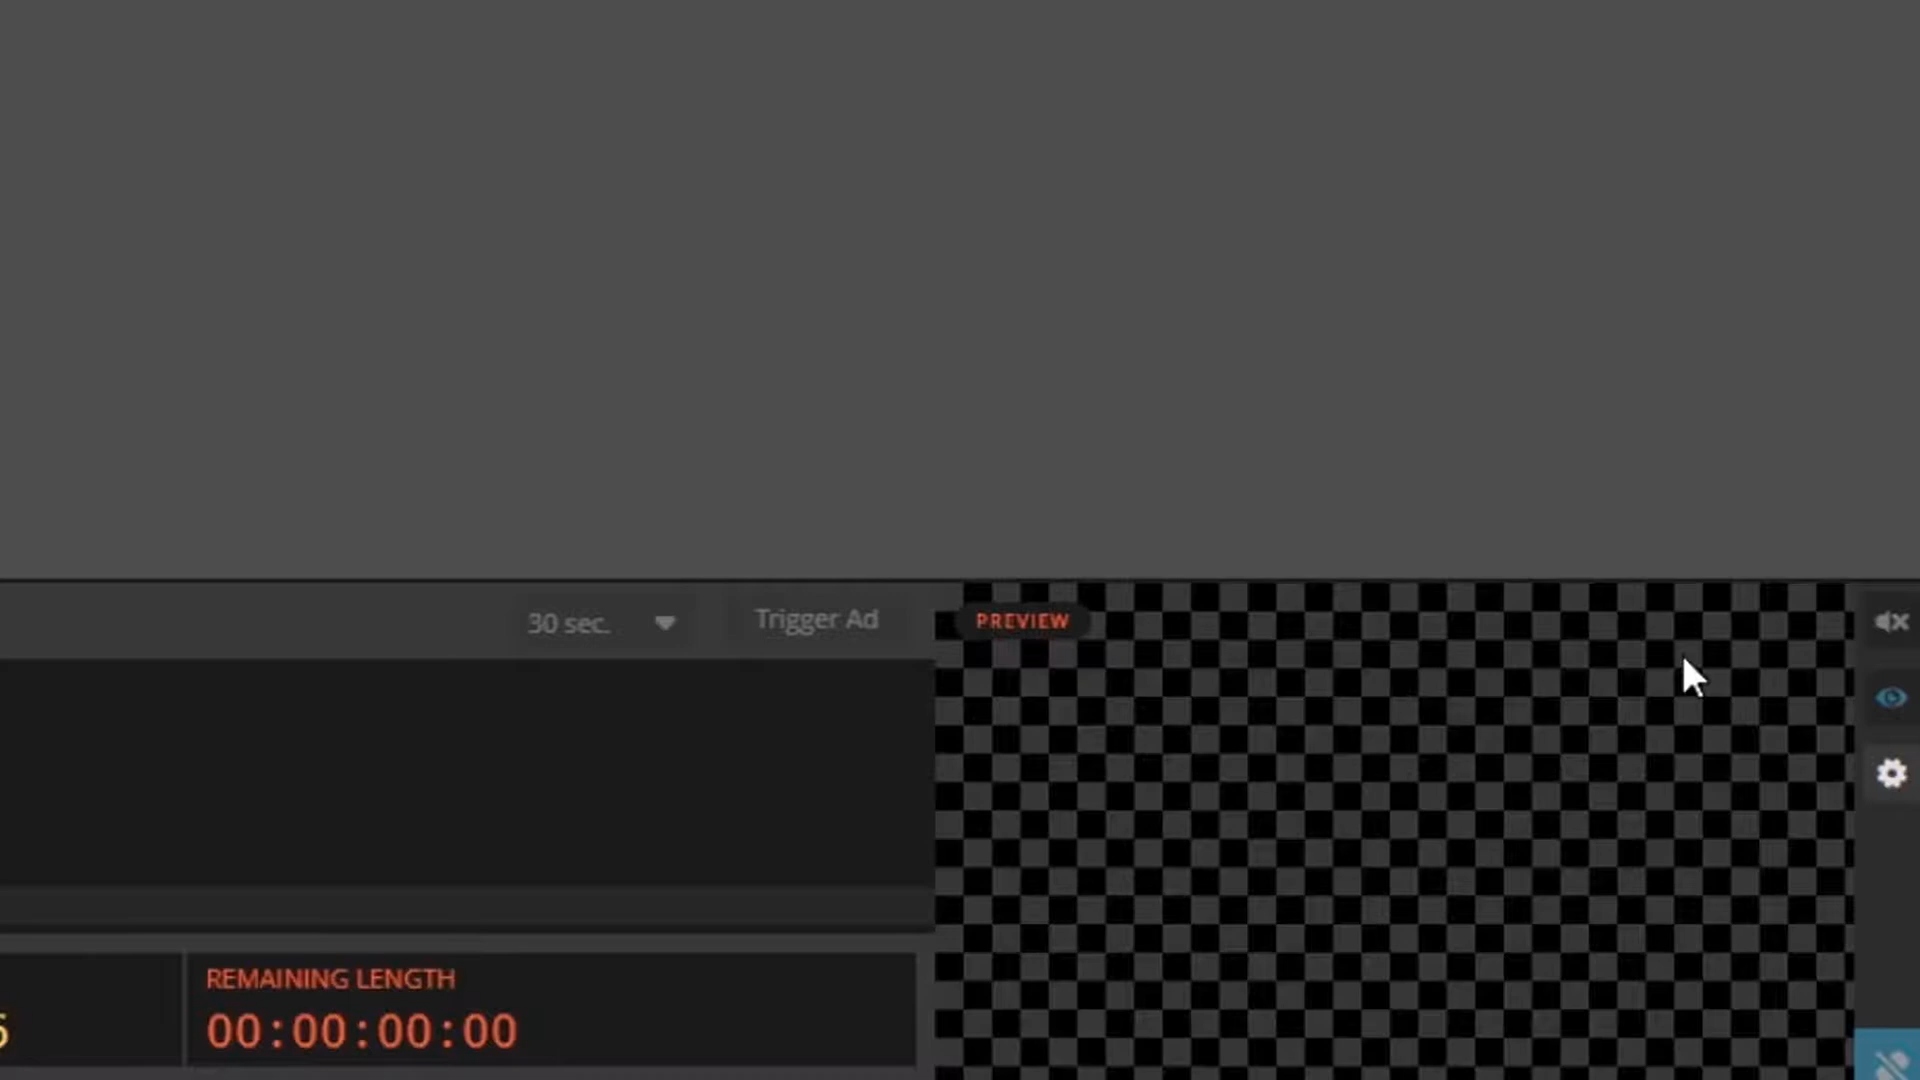 30 sec.
Trigger Ad
PREVIEW
REMAINING LENGTH
00:00:00:00